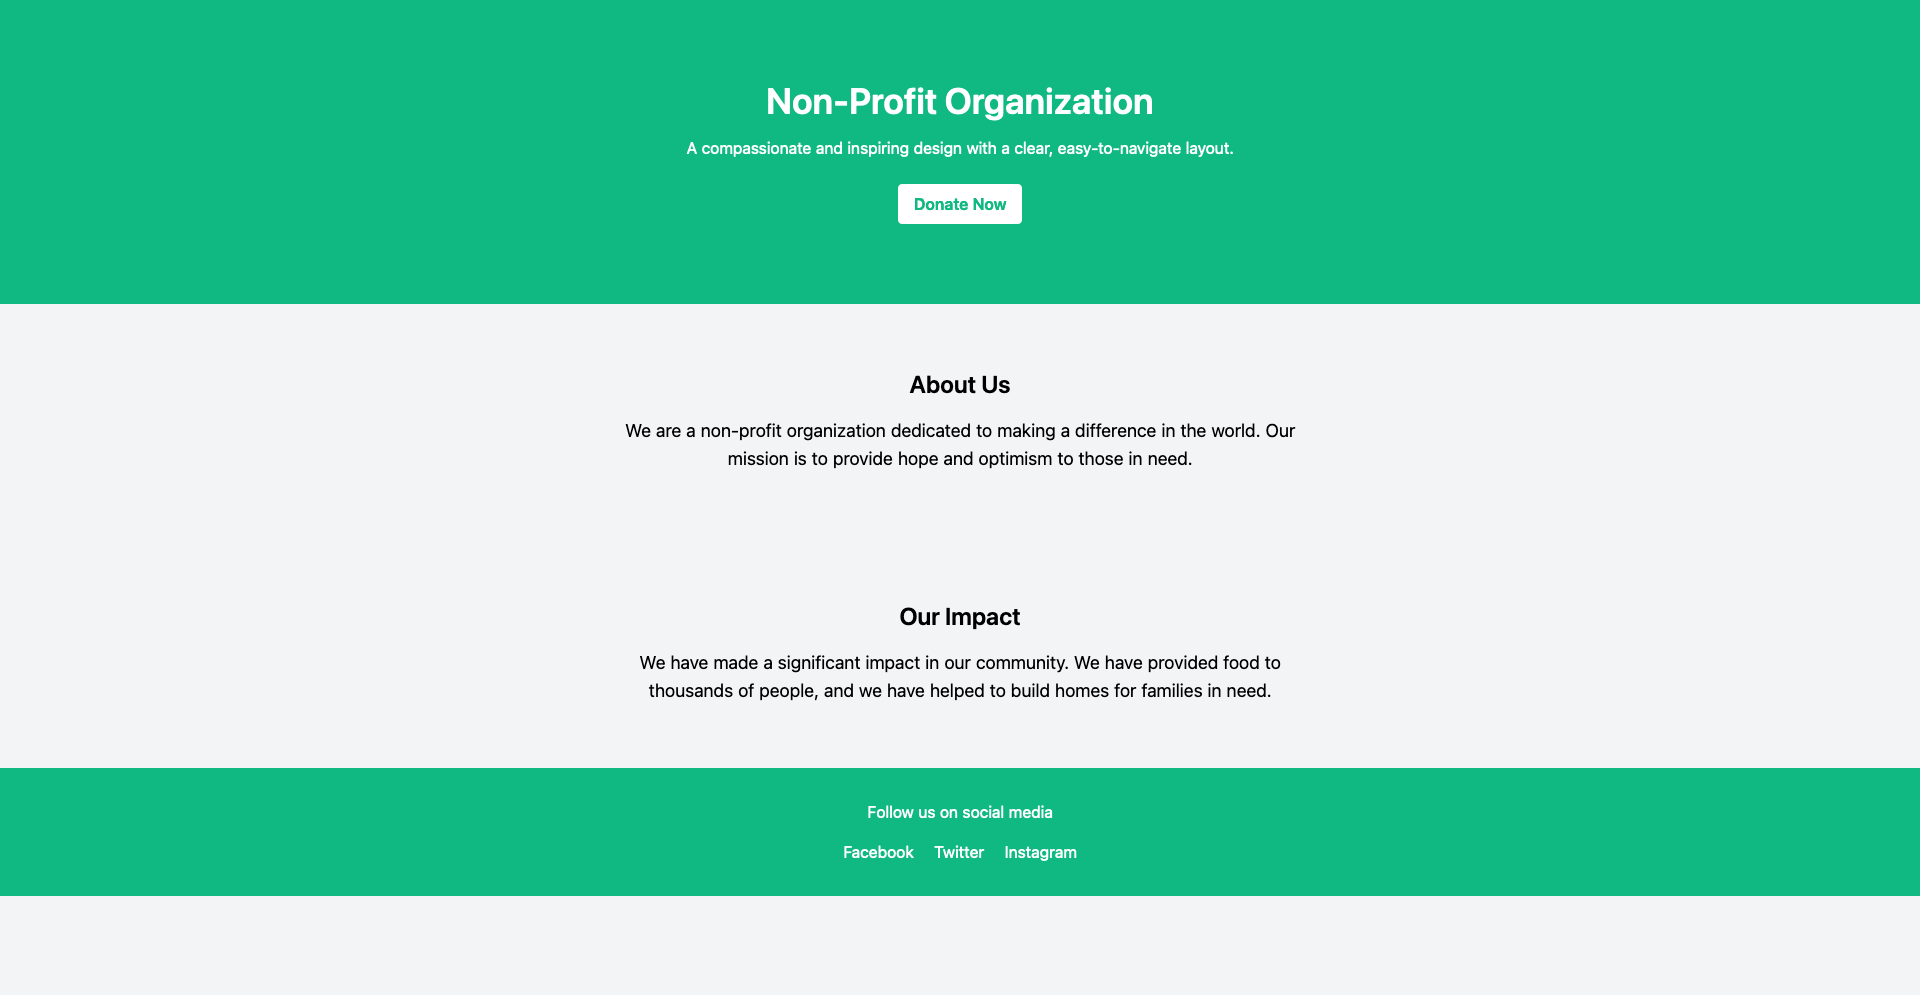 Non-Profit Organization
A compassionate and inspiring design with a clear, easy-to-navigate layout.
Donate Now
About Us
We are a non-profit organization dedicated to making a difference in the world. Our
mission is to provide hope and optimism to those in need.
Our Impact
We have made a significant impact in our community. We have provided food to
thousands of people, and we have helped to build homes for families in need.
Follow us on social media
Facebook Twitter Instagram